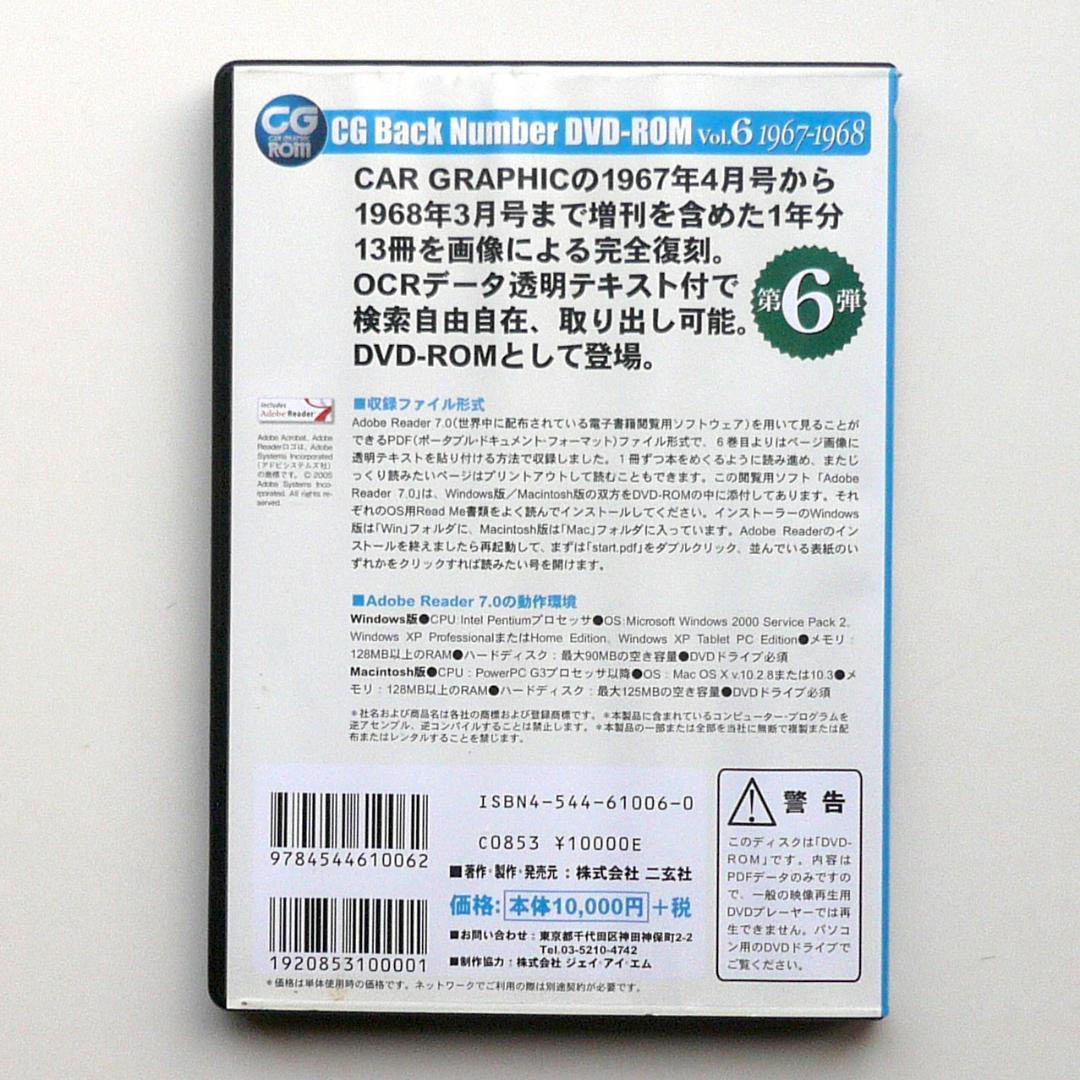 CG
CAR GRAPHIC
ROM
CG Back Number DVD-ROM Vol.6 1967-1968
CAR GRAPHICの1967年4月号から
1968年3月号まで増刊を含めた1年分
13冊を画像による完全復刻。
OCRデータ透明テキスト付で
検索自由自在、取り出し可能。
DVD-ROMとして登場。
第6弾
Includes
Adobe Reader 7
Adobe Acrobat、Adobe
Readerロゴは、Adobe
Systems Incorporated
(アドビシステムズ社)
の商標です。© 2005
Adobe Systems Inco-
rporated. All rights re-
served.
■収録ファイル形式
Adobe Reader 7.0(世界中に配布されている電子書籍閲覧用ソフトウェア)を用いて見ることが
できるPDF(ポータブル・ドキュメント・フォーマット)ファイル形式で、6巻目よりはページ画像に
透明テキストを貼り付ける方法で収録しました。1冊ずつ本をめくるように読み進め、またじ
っくり読みたいページはプリントアウトして読むこともできます。この閲覧用ソフト「Adobe
Reader 7.0」は、Windows版／Macintosh版の双方をDVD-ROMの中に添付してあります。それ
ぞれのOS用Read Me書類をよく読んでインストールしてください。インストーラーのWindows
版は「Win」フォルダに、Macintosh版は「Mac」フォルダに入っています。Adobe Readerのイン
ストールを終えましたら再起動して、まずは「start.pdf」をダブルクリック、並んでいる表紙のい
ずれかをクリックすれば読みたい号を開けます。
■Adobe Reader 7.0の動作環境
Windows版●CPU:Intel Pentiumプロセッサ●OS:Microsoft Windows 2000 Service Pack 2、
Windows XP ProfessionalまたはHome Edition、Windows XP Tablet PC Edition●メモリ：
128MB以上のRAM●ハードディスク：最大90MBの空き容量●DVDドライブ必須
Macintosh版●CPU：PowerPC G3プロセッサ以降●OS：Mac OS X v.10.2.8または10.3●メ
モリ：128MB以上のRAM●ハードディスク：最大125MBの空き容量●DVDドライブ必須
＊社名および商品名は各社の商標および登録商標です。＊本製品に含まれているコンピューター・プログラムを
逆アセンブル、逆コンパイルすることは禁止します。＊本製品の一部または全部を当社に無断で複製または配
布またはレンタルすることを禁じます。
9784544610062
1920853100001
ISBN4-544-61006-0
C0853 ¥10000E
■著作・製作・発売元：株式会社 二玄社
価格:本体10,000円＋税
■お問い合わせ：東京都千代田区神田神保町2-2
Tel.03-5210-4742
■制作協力：株式会社 ジェイ・アイ・エム
＊価格は単体使用時の価格です。ネットワークでご利用の際は別途契約が必要です。
警告
このディスクは「DVD-
ROM」です。内容は
PDFデータのみですの
で、一般の映像再生用
DVDプレーヤーでは再
生できません。パソコ
ン用のDVDドライブで
ご覧ください。